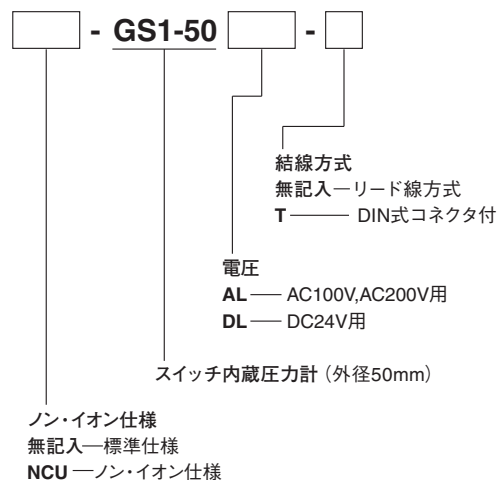 - GS1-50 -
結線方式
無記入―リード線方式
T ――― DIN式コネクタ付
電圧
AL ―― AC100V,AC200V用
DL ―― DC24V用
スイッチ内蔵圧力計（外径50mm）
ノン・イオン仕様
無記入―標準仕様
NCU ―ノン・イオン仕様